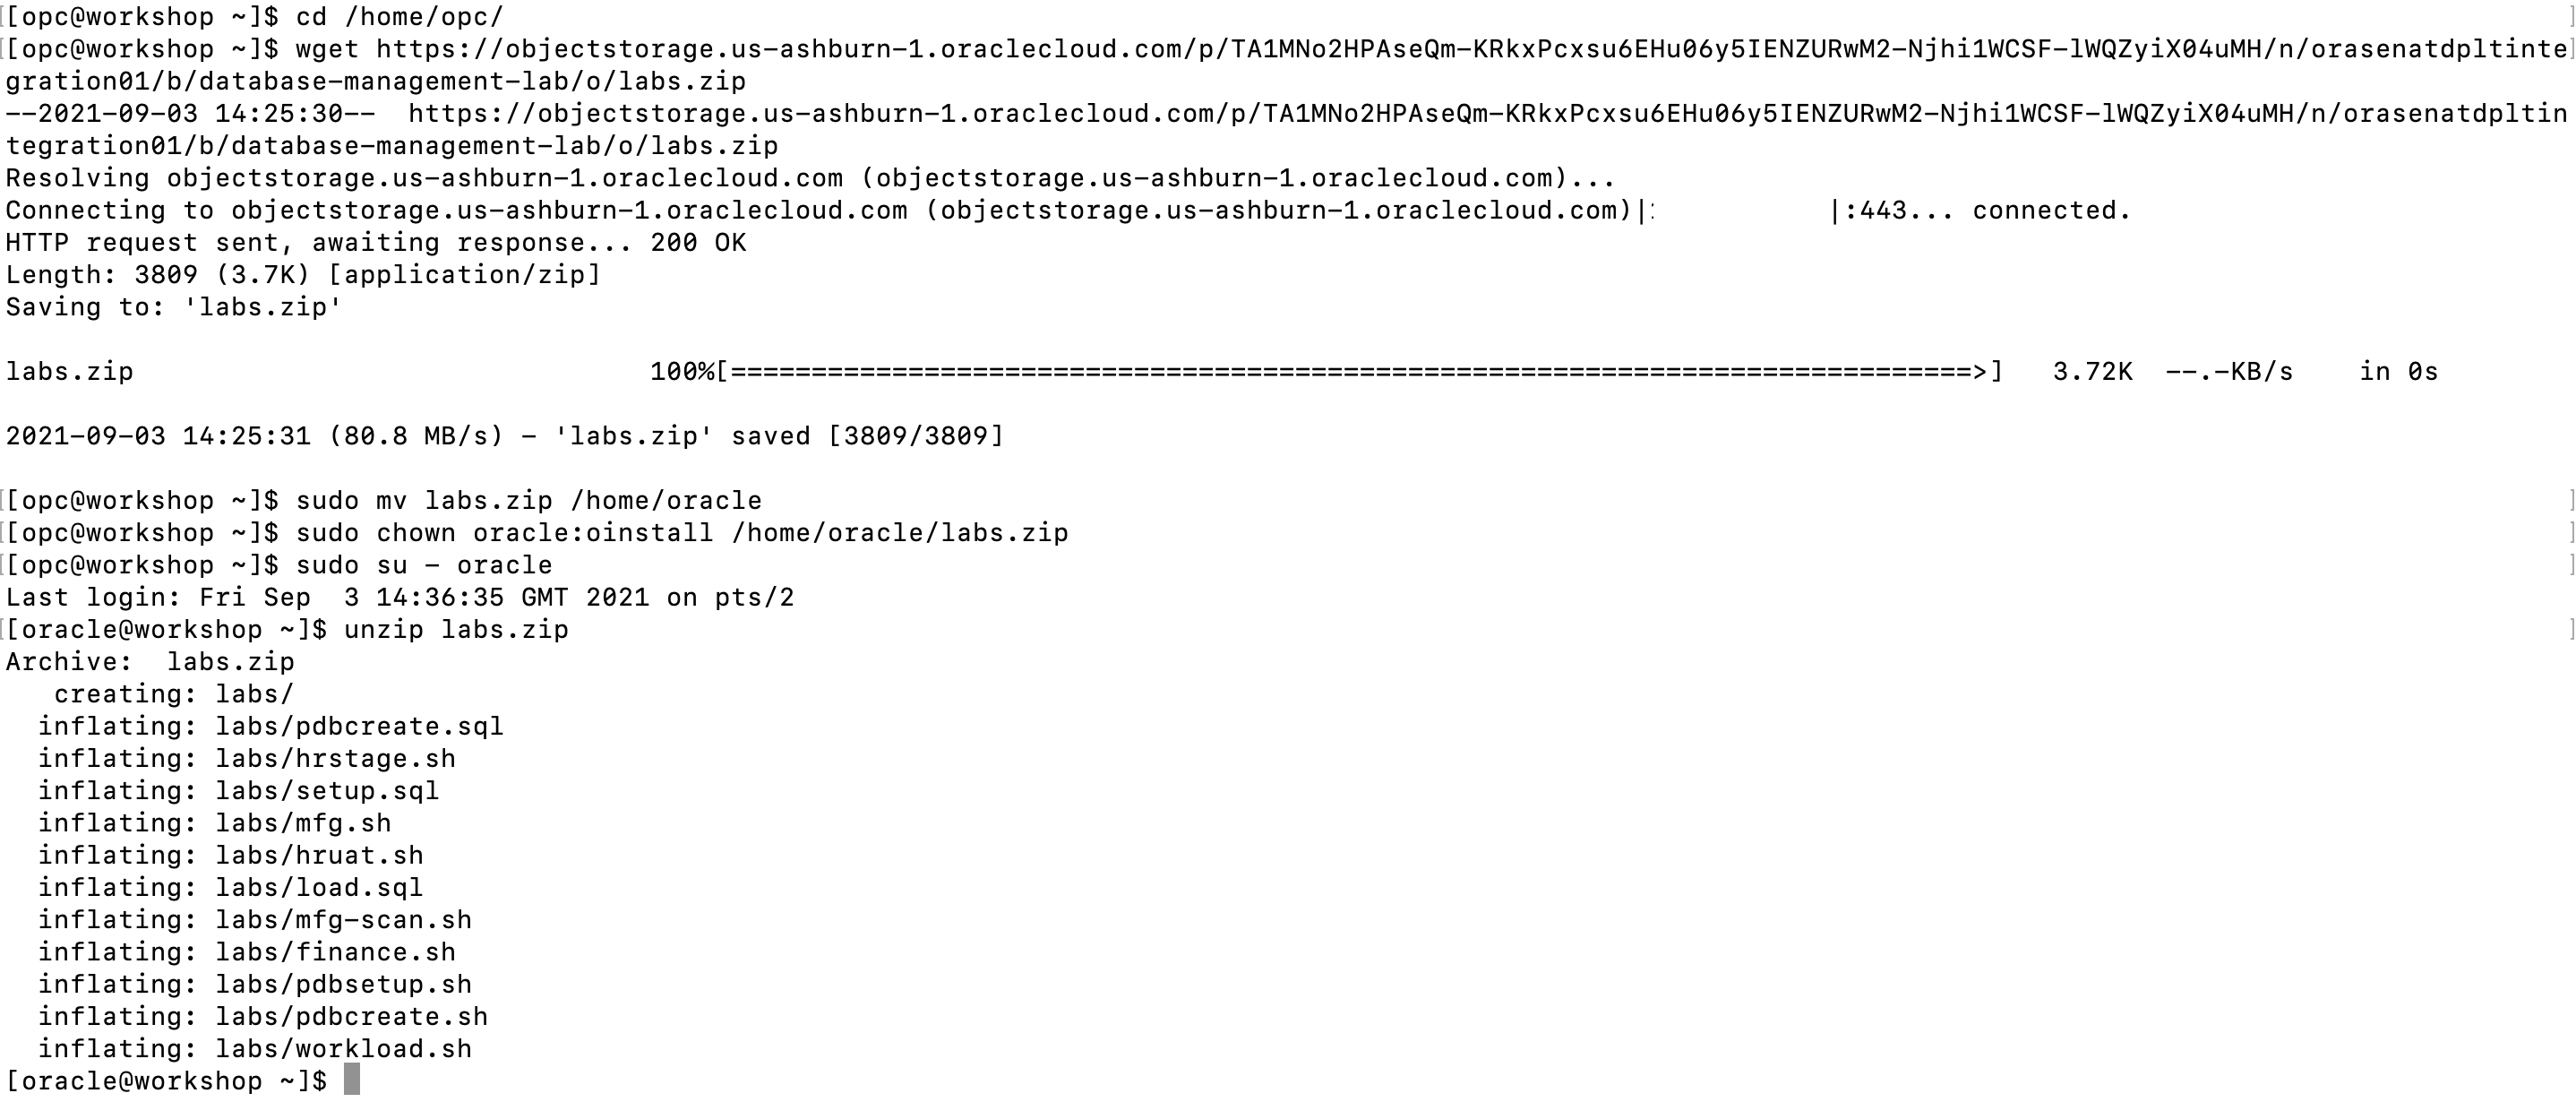 [opc@workshop ~]$ cd /home/opc/
[opc@workshop ~]$ wget https://objectstorage.us-ashburn-1.oraclecloud.com/p/TA1MNo2HPAseQm-KRkxPcxsu6EHu06y5IENZURwM2-Njhi1WCSF-lWQZyiX04uMH/n/orasenatdpltinte
gration01/b/database-management-lab/o/labs.zip
--2021-09-03 14:25:30--  https://objectstorage.us-ashburn-1.oraclecloud.com/p/TA1MNo2HPAseQm-KRkxPcxsu6EHu06y5IENZURwM2-Njhi1WCSF-lWQZyiX04uMH/n/orasenatdpltin
tegration01/b/database-management-lab/o/labs.zip
Resolving objectstorage.us-ashburn-1.oraclecloud.com (objectstorage.us-ashburn-1.oraclecloud.com)...
Connecting to objectstorage.us-ashburn-1.oraclecloud.com (objectstorage.us-ashburn-1.oraclecloud.com)| |:443... connected.
HTTP request sent, awaiting response... 200 OK
Length: 3809 (3.7K) [application/zip]
Saving to: 'labs.zip'
labs.zip 100%[=============================================================================>] 3.72K --.-KB/s in 0s
2021-09-03 14:25:31 (80.8 MB/s) - 'labs.zip' saved [3809/3809]
[opc@workshop ~]$ sudo mv labs.zip /home/oracle
[opc@workshop ~]$ sudo chown oracle:oinstall /home/oracle/labs.zip
[opc@workshop ~]$ sudo su - oracle
Last login: Fri Sep  3 14:36:35 GMT 2021 on pts/2
[oracle@workshop ~]$ unzip labs.zip
Archive:  labs.zip
   creating: labs/
  inflating: labs/pdbcreate.sql
  inflating: labs/hrstage.sh
  inflating: labs/setup.sql
  inflating: labs/mfg.sh
  inflating: labs/hruat.sh
  inflating: labs/load.sql
  inflating: labs/mfg-scan.sh
  inflating: labs/finance.sh
  inflating: labs/pdbsetup.sh
  inflating: labs/pdbcreate.sh
  inflating: labs/workload.sh
[oracle@workshop ~]$